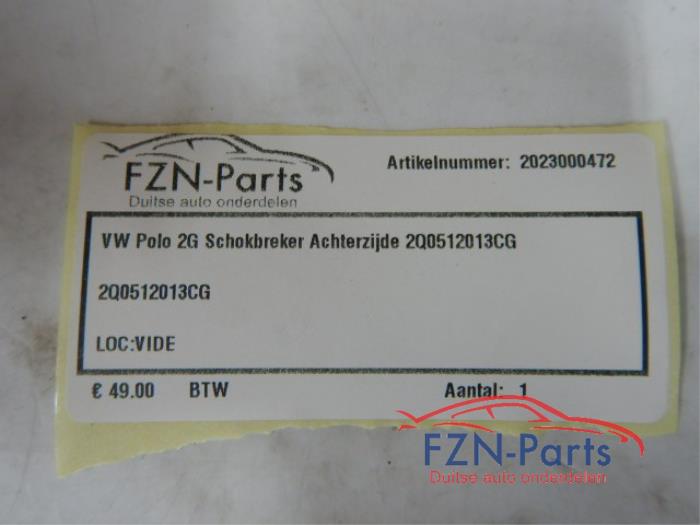 FZN-Parts
Duitse auto onderdelen
Artikelnummer: 2023000472
VW Polo 2G Schokbreker Achterzijde 2Q0512013CG
2Q0512013CG
LOC:VIDE
€ 49.00 BTW Aantal: 1
FZN-Parts
Duitse auto onderdelen